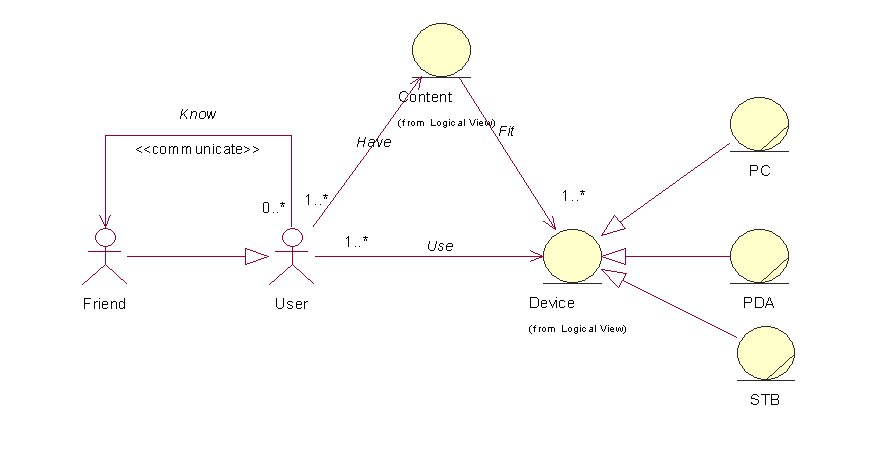 Know
<<communicate>>
Content
(from Logical View)
Have
Fit
0..*
1..*
1..*
1..*
Use
Friend
User
Device
(from Logical View)
PC
PDA
STB